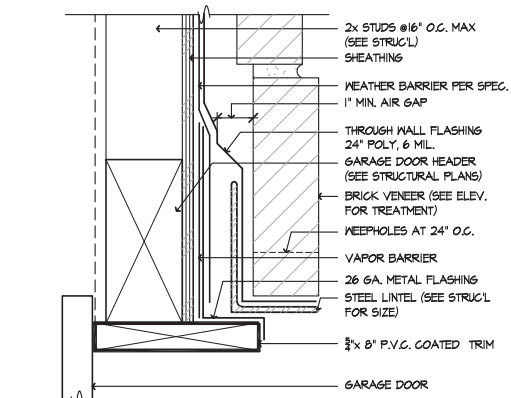 2x STUDS @16" O.C. MAX
(SEE STRUC'L)
SHEATHING
WEATHER BARRIER PER SPEC.
1" MIN. AIR GAP
THROUGH WALL FLASHING
24" POLY, 6 MIL.
GARAGE DOOR HEADER
(SEE STRUCTURAL PLANS)
BRICK VENEER (SEE ELEV.
FOR TREATMENT)
WEEPHOLES AT 24" O.C.
VAPOR BARRIER
26 GA. METAL FLASHING
STEEL LINTEL (SEE STRUC'L
FOR SIZE)
5/4"x 8" P.V.C. COATED TRIM
GARAGE DOOR